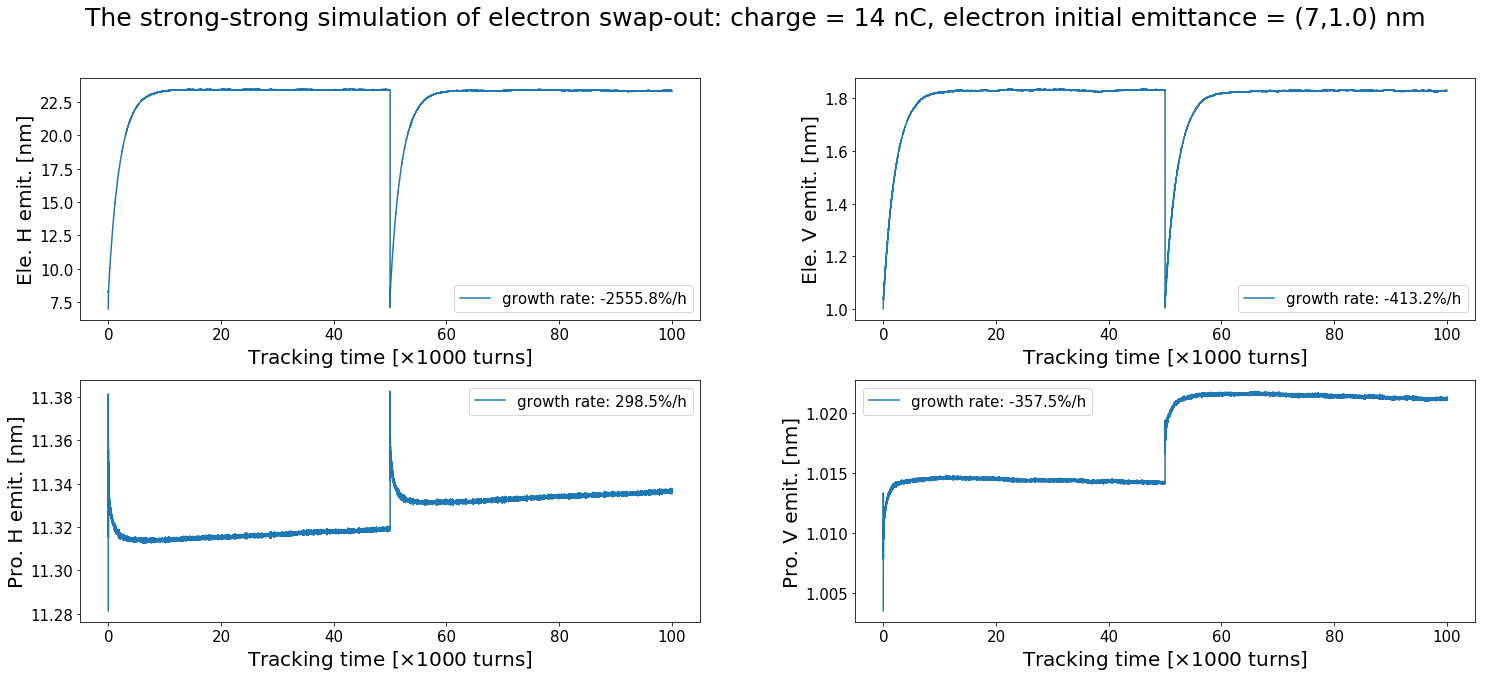 The strong-strong simulation of electron swap-out: charge = 14 nC, electron initial emittance = (7,1.0) nm
Ele. H emit. [nm]
22.5
20.0
17.5
15.0
12.5
10.0
7.5
growth rate: -2555.8%/h
0 20 40 60 80 100
Tracking time [×1000 turns]
Ele. V emit. [nm]
1.8
1.6
1.4
1.2
1.0
growth rate: -413.2%/h
0 20 40 60 80 100
Tracking time [×1000 turns]
Pro. H emit. [nm]
11.38
11.36
11.34
11.32
11.30
11.28
growth rate: 298.5%/h
0 20 40 60 80 100
Tracking time [×1000 turns]
Pro. V emit. [nm]
1.020
1.015
1.010
1.005
growth rate: -357.5%/h
0 20 40 60 80 100
Tracking time [×1000 turns]